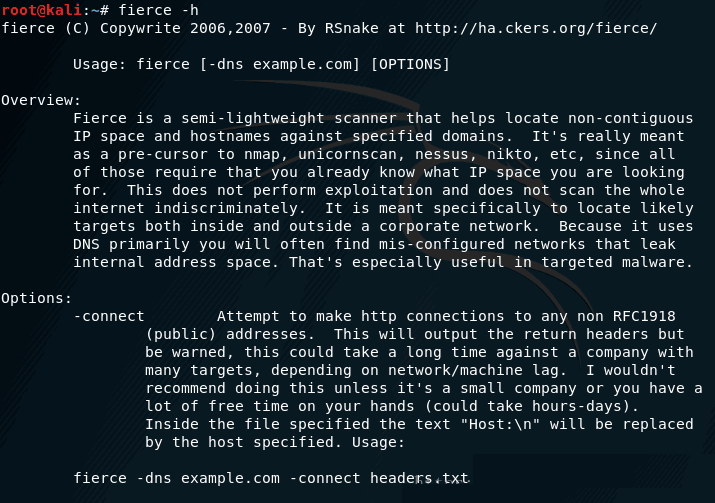 root@kali:~# fierce -h
fierce (C) Copywrite 2006,2007 - By RSnake at http://ha.ckers.org/fierce/
Usage: fierce [-dns example.com] [OPTIONS]
Overview:
Fierce is a semi-lightweight scanner that helps locate non-contiguous
IP space and hostnames against specified domains.  It's really meant
as a pre-cursor to nmap, unicornscan, nessus, nikto, etc, since all
of those require that you already know what IP space you are looking
for.  This does not perform exploitation and does not scan the whole
internet indiscriminately.  It is meant specifically to locate likely
targets both inside and outside a corporate network.  Because it uses
DNS primarily you will often find mis-configured networks that leak
internal address space. That's especially useful in targeted malware.
Options:
-connect	Attempt to make http connections to any non RFC1918
(public) addresses.  This will output the return headers but
be warned, this could take a long time against a company with
many targets, depending on network/machine lag.  I wouldn't
recommend doing this unless it's a small company or you have a
lot of free time on your hands (could take hours-days).
Inside the file specified the text "Host:\n" will be replaced
by the host specified. Usage:
fierce -dns example.com -connect headers.txt